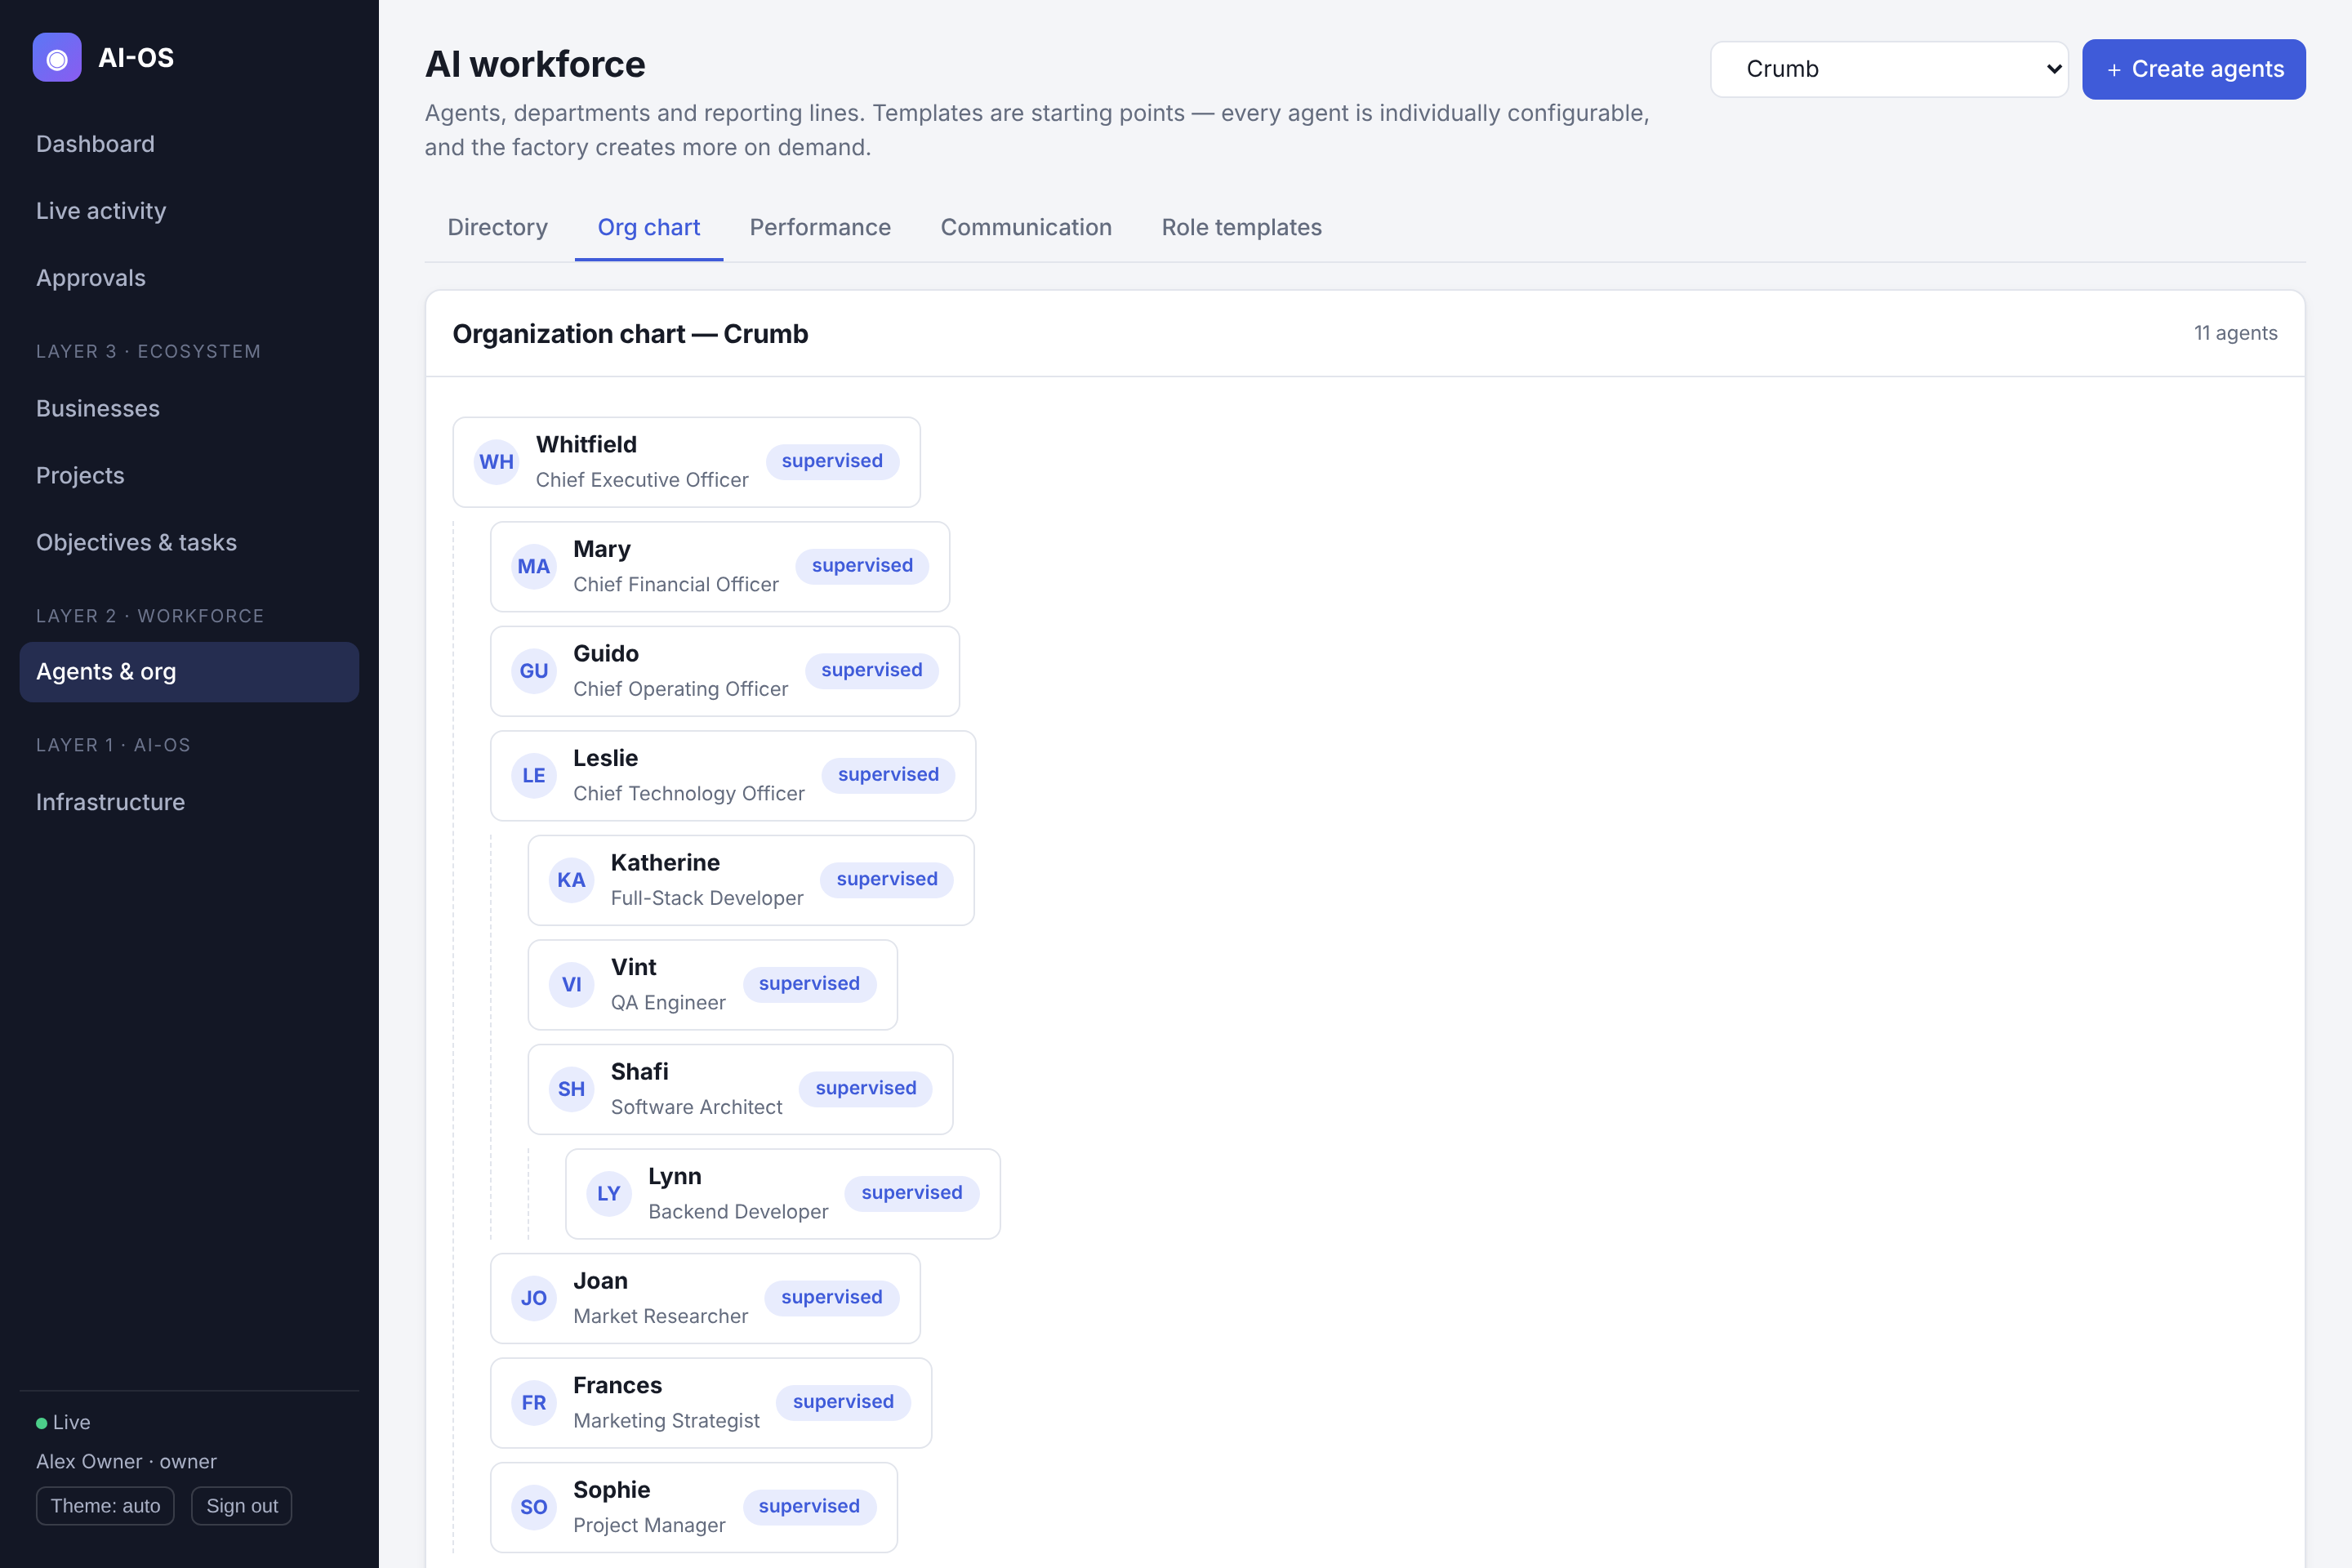 AI-OS
Dashboard
Live activity
Approvals
LAYER 3 · ECOSYSTEM
Businesses
Projects
Objectives & tasks
LAYER 2 · WORKFORCE
Agents & org
LAYER 1 · AI-OS
Infrastructure
Live
Alex Owner · owner
Theme: auto
Sign out
AI workforce
Agents, departments and reporting lines. Templates are starting points — every agent is individually configurable,
and the factory creates more on demand.
Crumb
+ Create agents
Directory
Org chart
Performance
Communication
Role templates
Organization chart — Crumb
11 agents
WH
Whitfield
Chief Executive Officer
supervised
MA
Mary
Chief Financial Officer
supervised
GU
Guido
Chief Operating Officer
supervised
LE
Leslie
Chief Technology Officer
supervised
KA
Katherine
Full-Stack Developer
supervised
VI
Vint
QA Engineer
supervised
SH
Shafi
Software Architect
supervised
LY
Lynn
Backend Developer
supervised
JO
Joan
Market Researcher
supervised
FR
Frances
Marketing Strategist
supervised
SO
Sophie
Project Manager
supervised